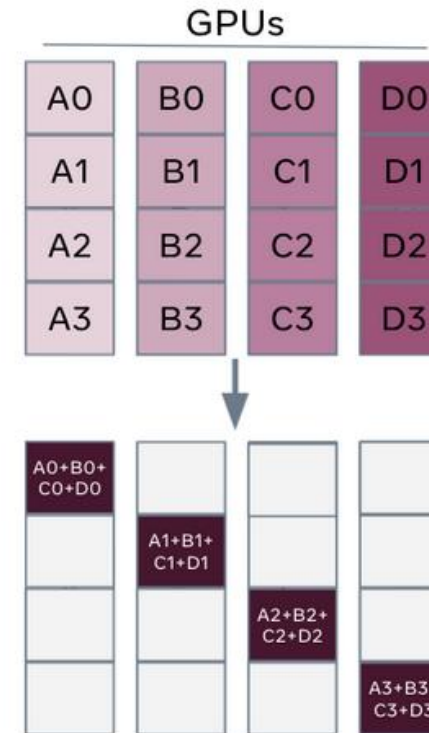 GPUs
A0 B0 C0 D0
A1 B1 C1 D1
A2 B2 C2 D2
A3 B3 C3 D3
A0+B0+
C0+D0
A1+B1+
C1+D1
A2+B2+
C2+D2
A3+B3
C3+D3